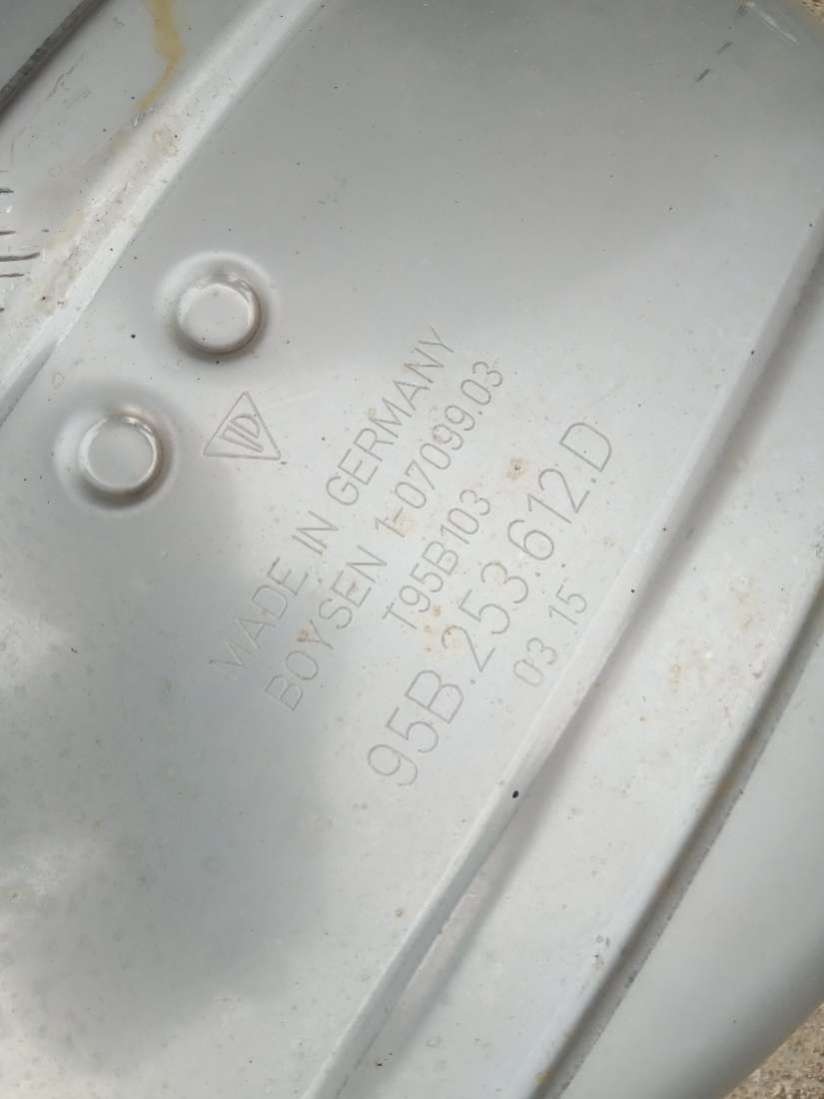 MADE IN GERMANY
BOYSEN 1-07099.03
T95B103
95B.253.612.D
03 15